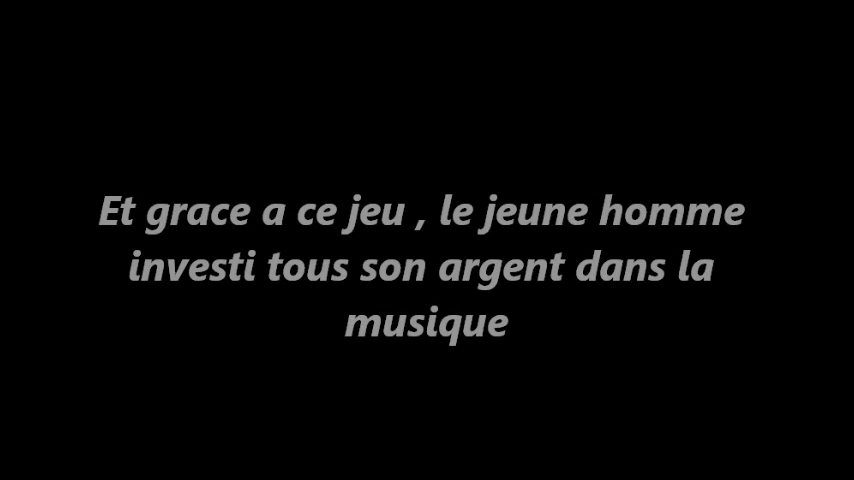 Et grace a ce jeu , le jeune homme
investi tous son argent dans la
musique